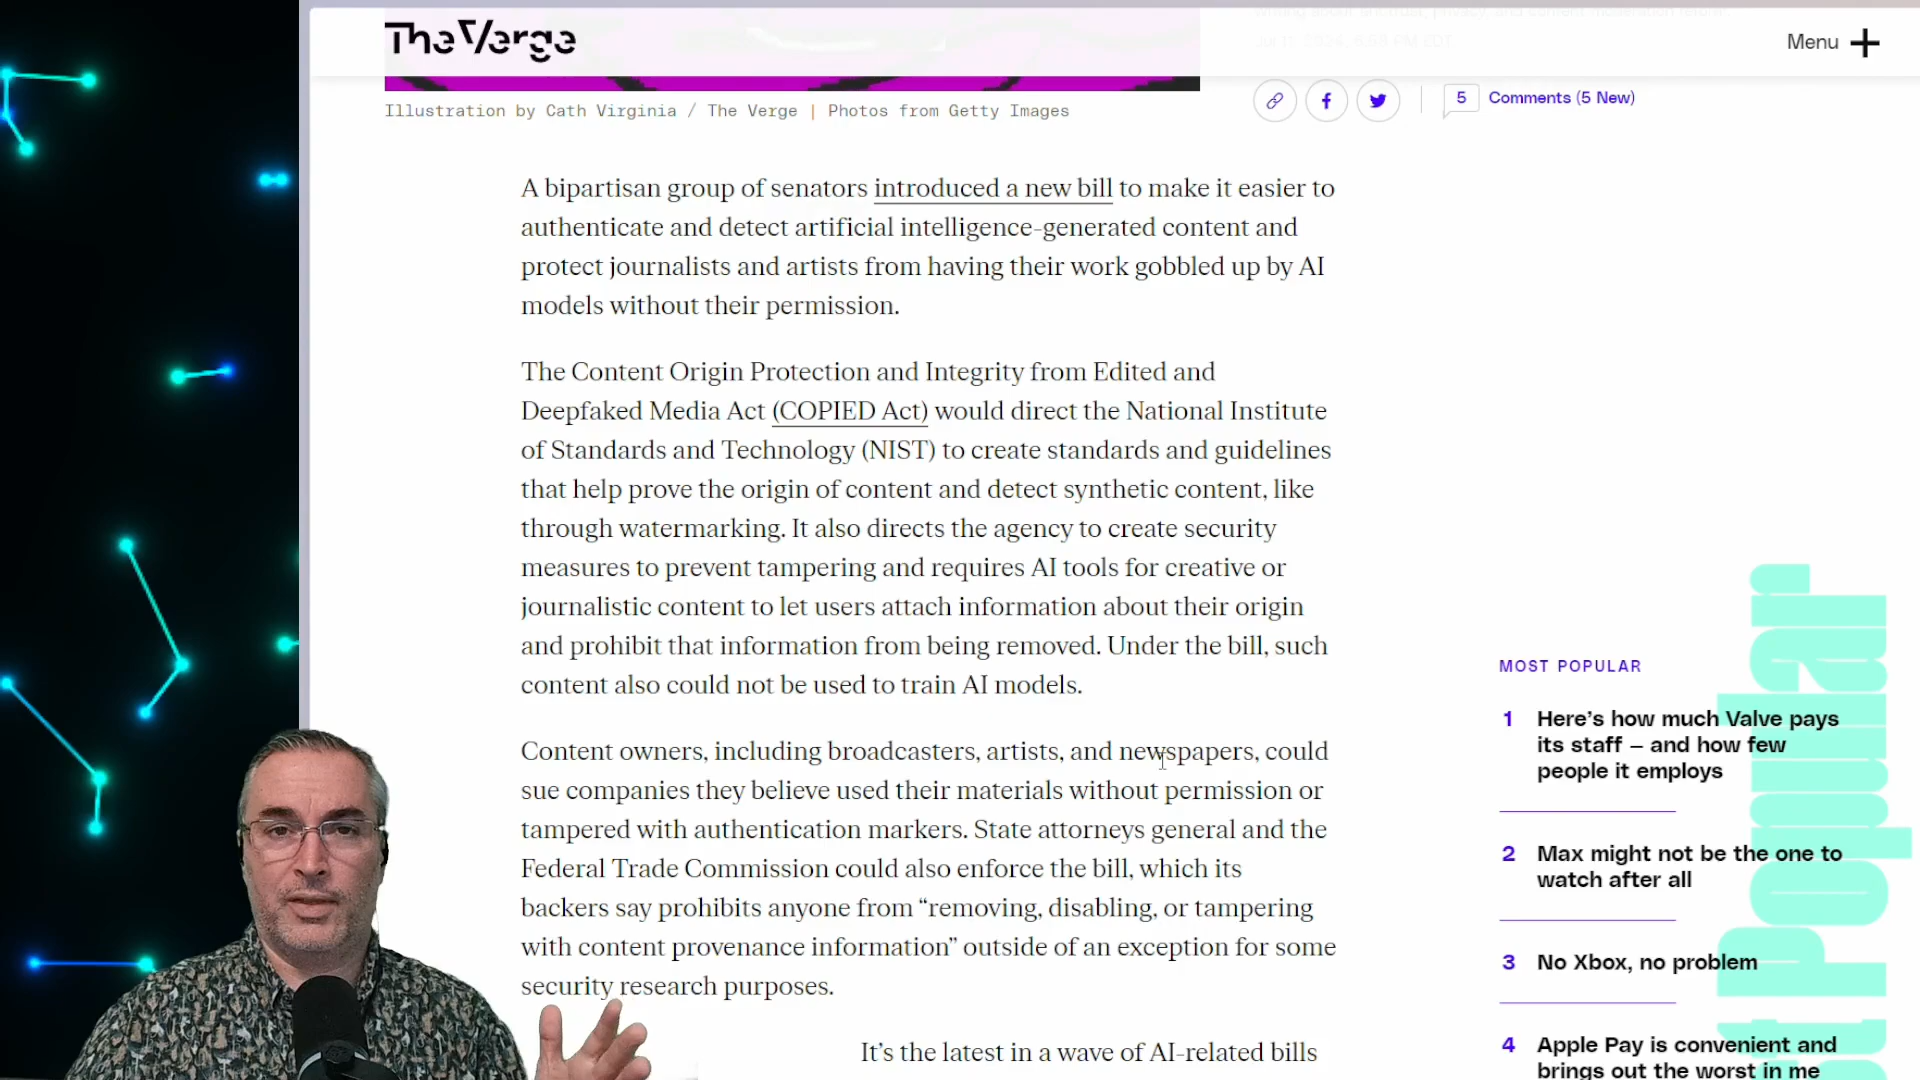 The Verge
Menu
Illustration by Cath Virginia / The Verge | Photos from Getty Images
5 Comments (5 New)
A bipartisan group of senators introduced a new bill to make it easier to
authenticate and detect artificial intelligence-generated content and
protect journalists and artists from having their work gobbled up by AI
models without their permission.
The Content Origin Protection and Integrity from Edited and
Deepfaked Media Act (COPIED Act) would direct the National Institute
of Standards and Technology (NIST) to create standards and guidelines
that help prove the origin of content and detect synthetic content, like
through watermarking. It also directs the agency to create security
measures to prevent tampering and requires AI tools for creative or
journalistic content to let users attach information about their origin
and prohibit that information from being removed. Under the bill, such
content also could not be used to train AI models.
Content owners, including broadcasters, artists, and newspapers, could
sue companies they believe used their materials without permission or
tampered with authentication markers. State attorneys general and the
Federal Trade Commission could also enforce the bill, which its
backers say prohibits anyone from “removing, disabling, or tampering
with content provenance information” outside of an exception for some
security research purposes.
It’s the latest in a wave of AI-related bills
MOST POPULAR
1 Here’s how much Valve pays
its staff — and how few
people it employs
2 Max might not be the one to
watch after all
3 No Xbox, no problem
4 Apple Pay is convenient and
brings out the worst in me
Popular